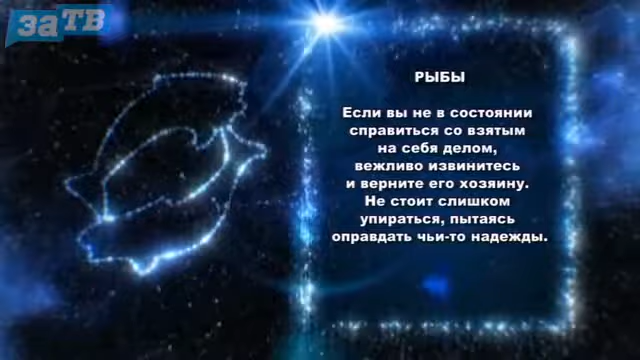 заТВ
РЫБЫ
Если вы не в состоянии
справиться со взятым
на себя делом,
вежливо извинитесь
и верните его хозяину.
Не стоит слишком
упираться, пытаясь
оправдать чьи-то надежды.